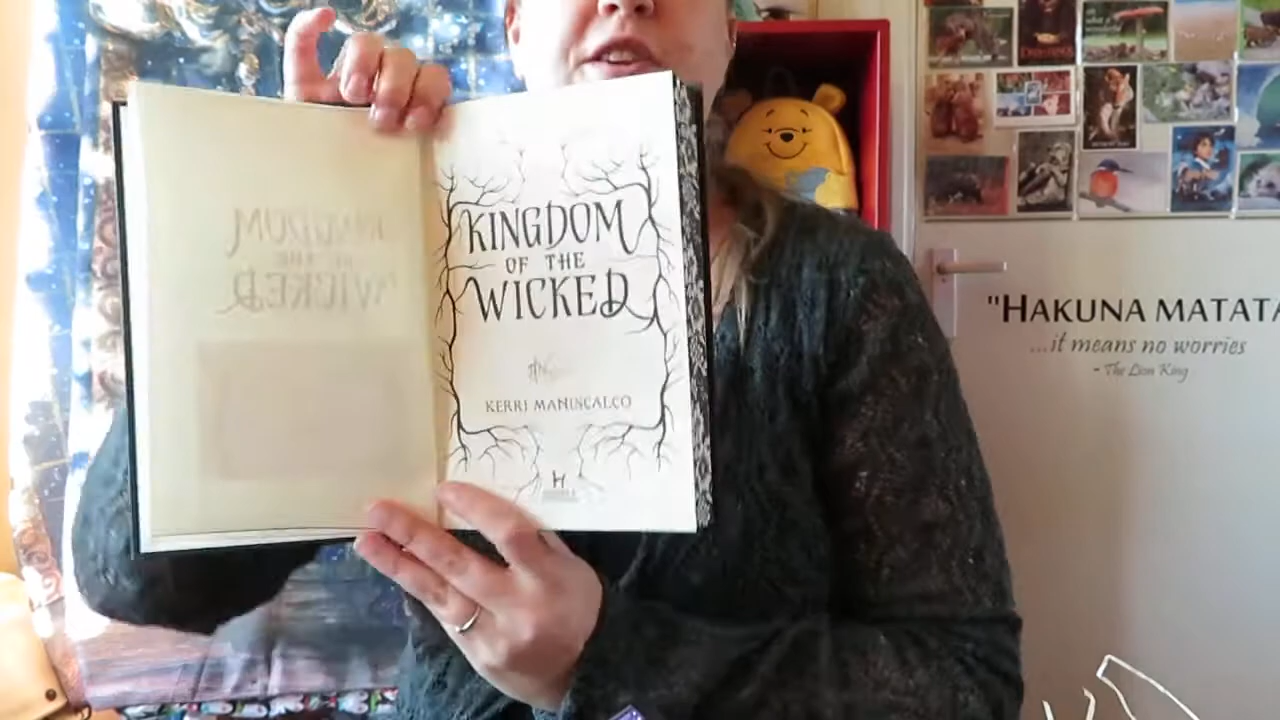 KINGDOM
OF THE
WICKED
KERRI MANISCALCO
"HAKUNA MATATA
...it means no worries
- The Lion King